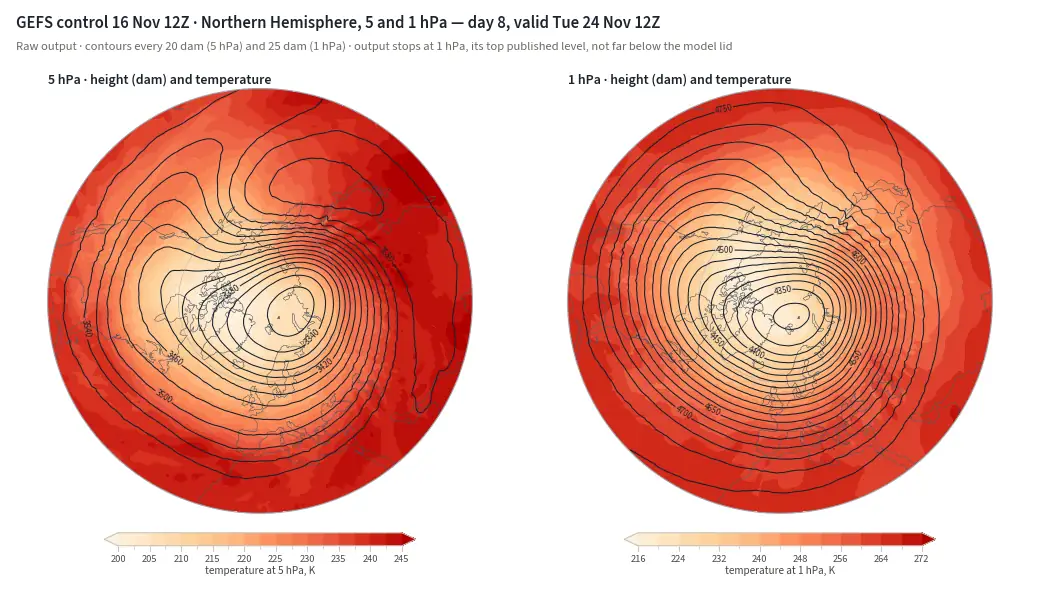 GEFS control 16 Nov 12Z · Northern Hemisphere, 5 and 1 hPa — day 8, valid Tue 24 Nov 12Z
Raw output · contours every 20 dam (5 hPa) and 25 dam (1 hPa) · output stops at 1 hPa, its top published level, not far below the model lid
5 hPa · height (dam) and temperature
1 hPa · height (dam) and temperature
4750
4500
4600
4350
3340
3540
4450
4400
3460
3420
3500
4700
4650
200 205 210 215 220 225 230 235 240 245
temperature at 5 hPa, K
216 224 232 240 248 256 264 272
temperature at 1 hPa, K